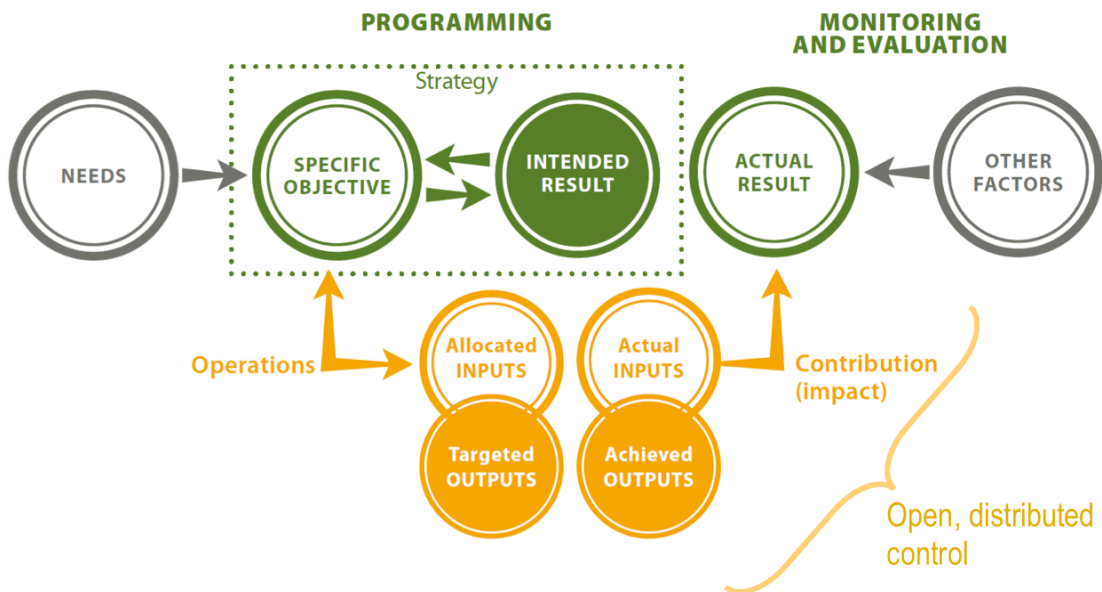 PROGRAMMING
MONITORING
AND EVALUATION
Strategy
NEEDS
SPECIFIC
OBJECTIVE
INTENDED
RESULT
ACTUAL
RESULT
OTHER
FACTORS
Operations
Allocated
INPUTS
Actual
INPUTS
Contribution
(impact)
Targeted
OUTPUTS
Achieved
OUTPUTS
Open, distributed
control